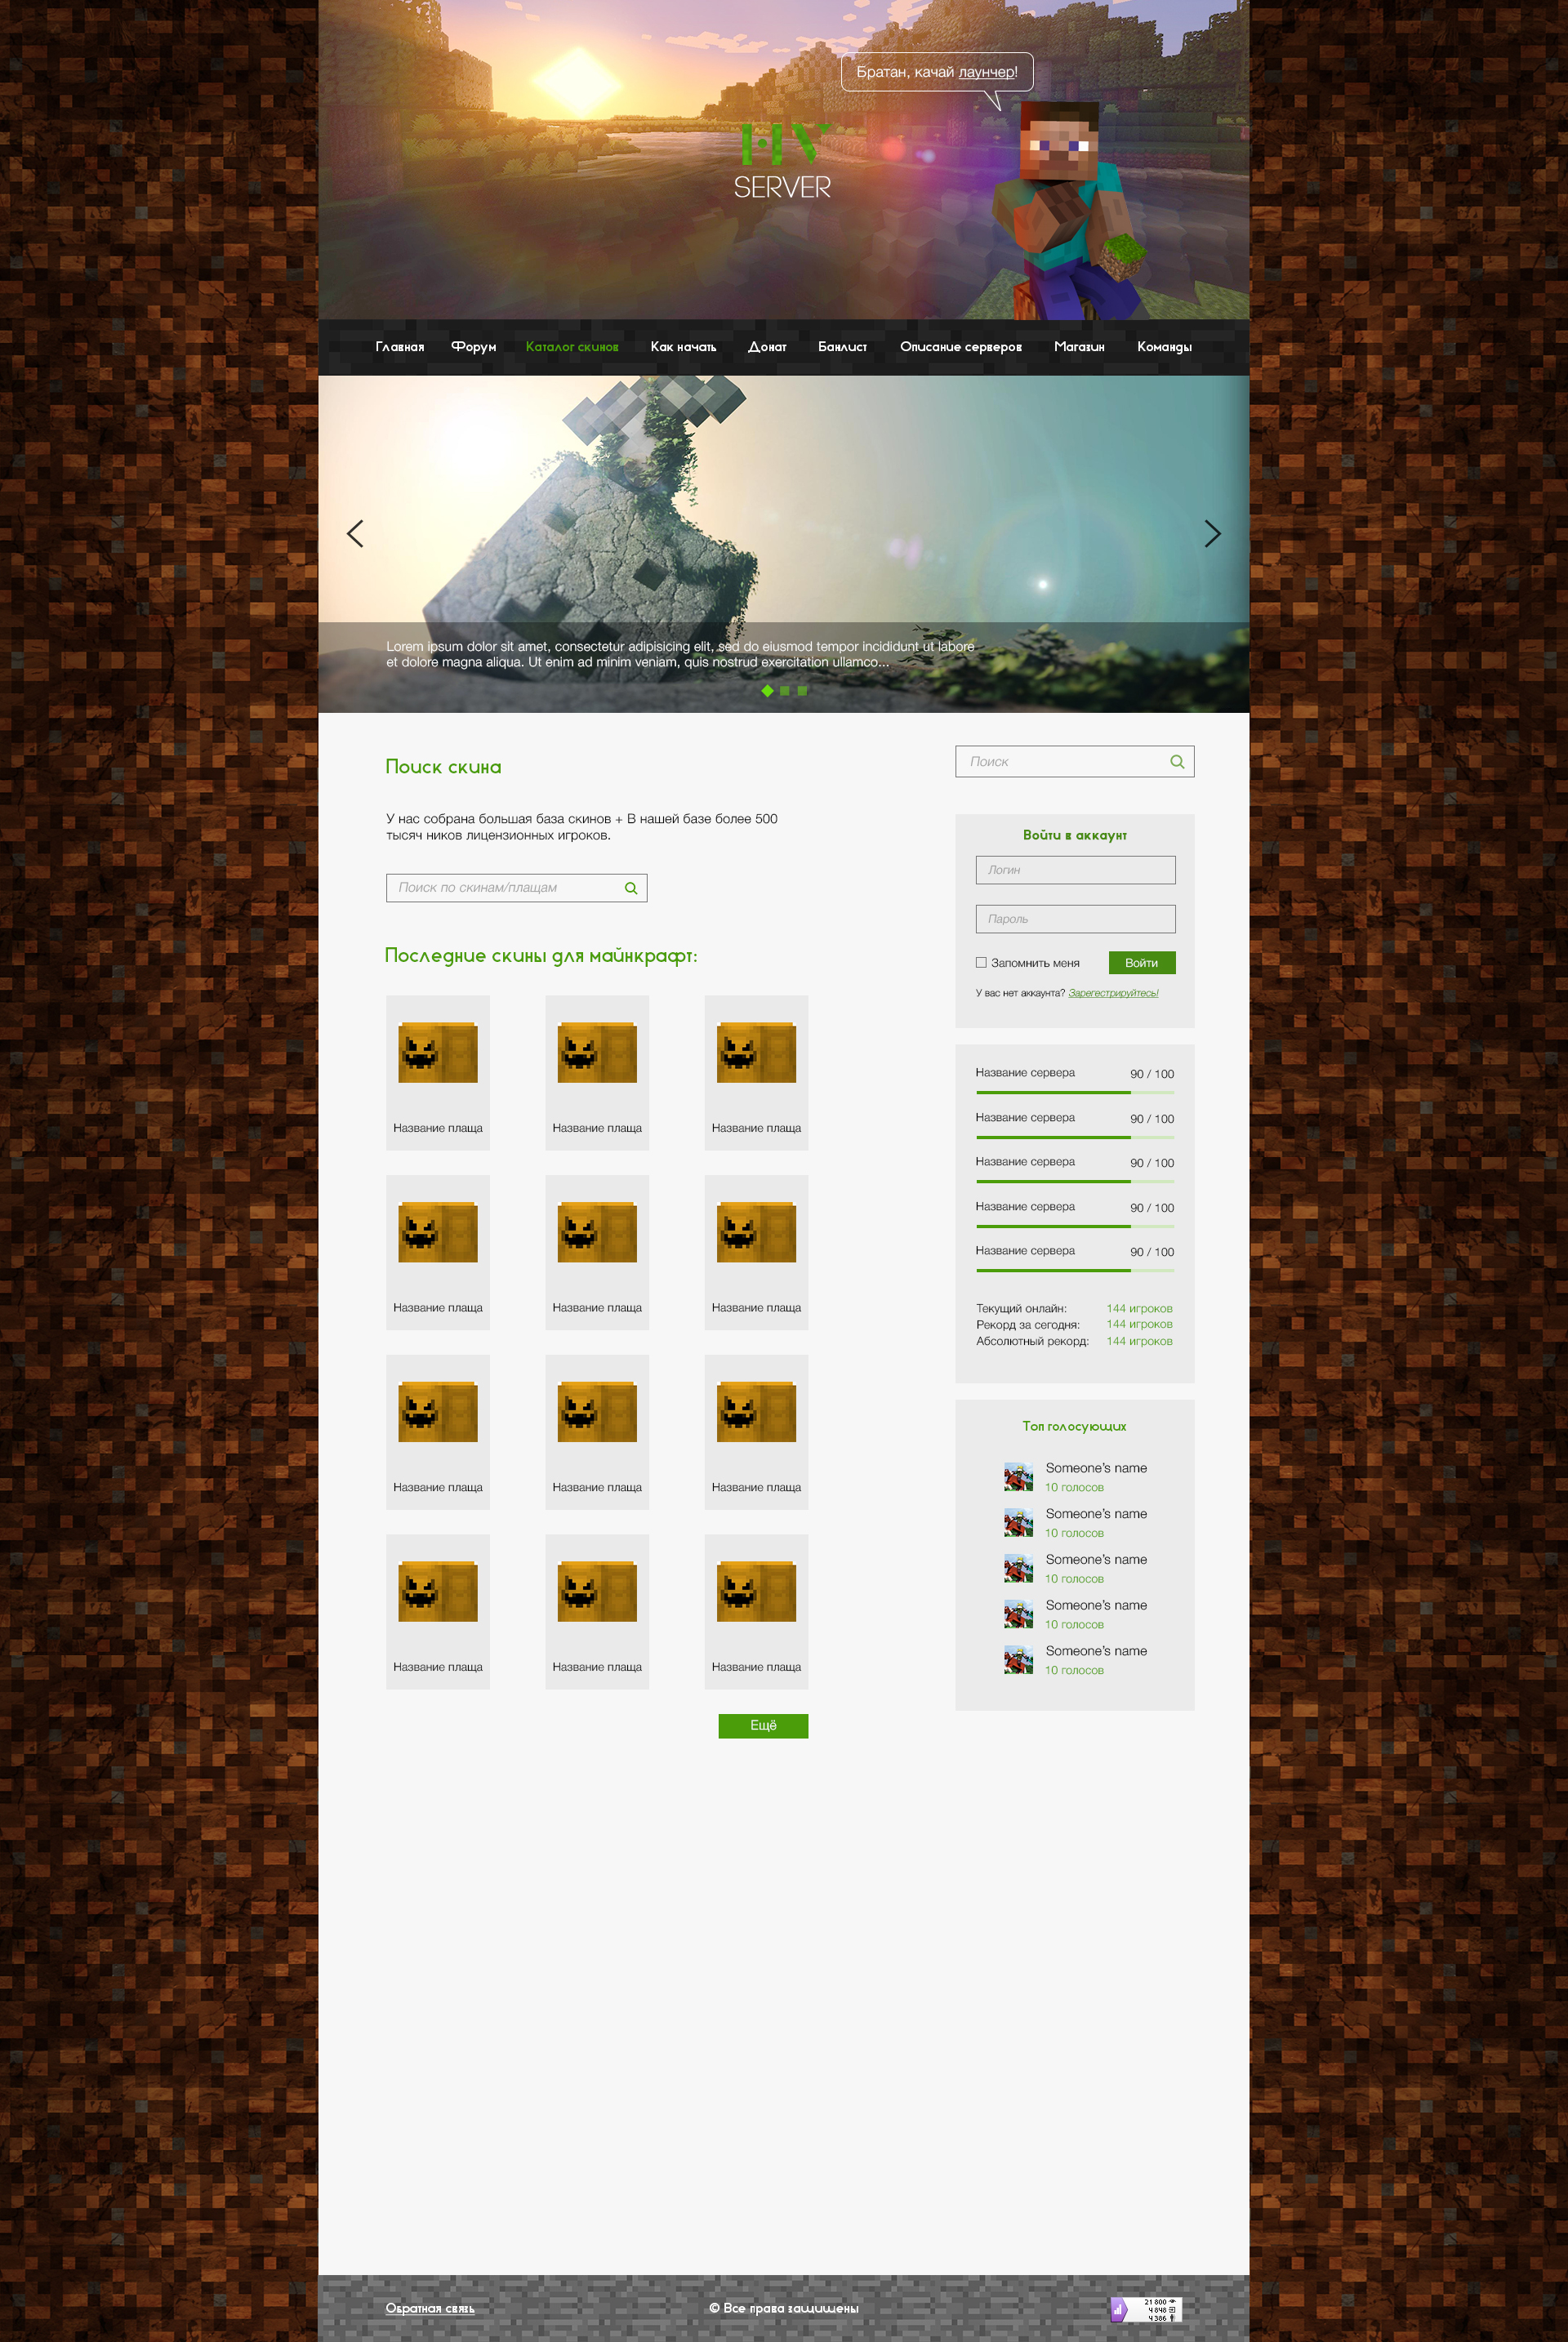 Братан, качай лаунчер!
HV
SERVER
Главная Форум Каталог скинов Как начать Донат Банлист Описание серверов Магазин Команды
Lorem ipsum dolor sit amet, consectetur adipisicing elit, sed do eiusmod tempor incididunt ut labore
et dolore magna aliqua. Ut enim ad minim veniam, quis nostrud exercitation ullamco...
Поиск скина
У нас собрана большая база скинов + В нашей базе более 500
тысяч ников лицензионных игроков.
Поиск по скинам/плащам
Последние скины для майнкрафт:
Название плаща Название плаща Название плаща
Название плаща Название плаща Название плаща
Название плаща Название плаща Название плаща
Название плаща Название плаща Название плаща
Ещё
Поиск
Войти в аккаунт
Логин
Пароль
Запомнить меня Войти
У вас нет аккаунта? Зарегестрируйтесь!
Название сервера 90 / 100
Название сервера 90 / 100
Название сервера 90 / 100
Название сервера 90 / 100
Название сервера 90 / 100
Текущий онлайн: 144 игроков
Рекорд за сегодня: 144 игроков
Абсолютный рекорд: 144 игроков
Топ голосующих
Someone's name
10 голосов
Someone's name
10 голосов
Someone's name
10 голосов
Someone's name
10 голосов
Someone's name
10 голосов
Обратная связь © Все права защищены
21 800
4 848
4 386